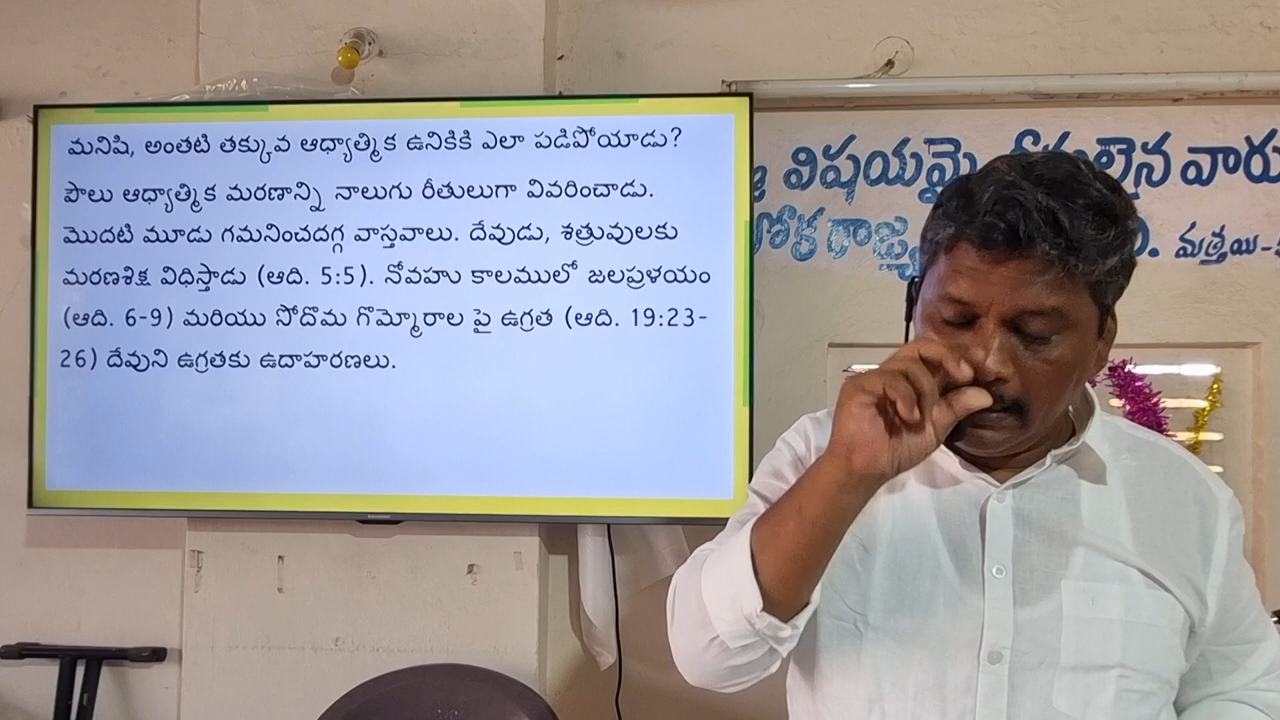 మనిషి, అంతటి తక్కువ ఆధ్యాత్మిక ఉనికికి ఎలా పడిపోయాడు?
పౌలు ఆధ్యాత్మిక మరణాన్ని నాలుగు రీతులుగా వివరించాడు.
మొదటి మూడు గమనించదగ్గ వాస్తవాలు. దేవుడు, శత్రువులకు
మరణశిక్ష విధిస్తాడు (ఆది. 5:5). నోవహు కాలములో జలప్రళయం
(ఆది. 6-9) మరియు సోదొమ గొమ్మోరాల పై ఉగ్రత (ఆది. 19:23-
26) దేవుని ఉగ్రతకు ఉదాహరణలు.
విషయమై వారు
రాజ్య మత్తయి-